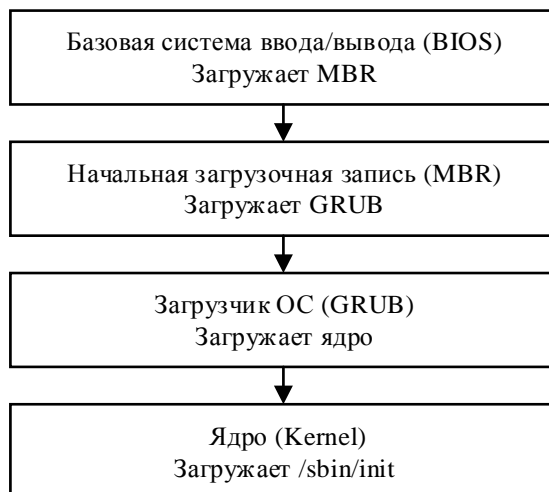 Базовая система ввода/вывода (BIOS)
Загружает MBR
Начальная загрузочная запись (MBR)
Загружает GRUB
Загрузчик ОС (GRUB)
Загружает ядро
Ядро (Kernel)
Загружает /sbin/init